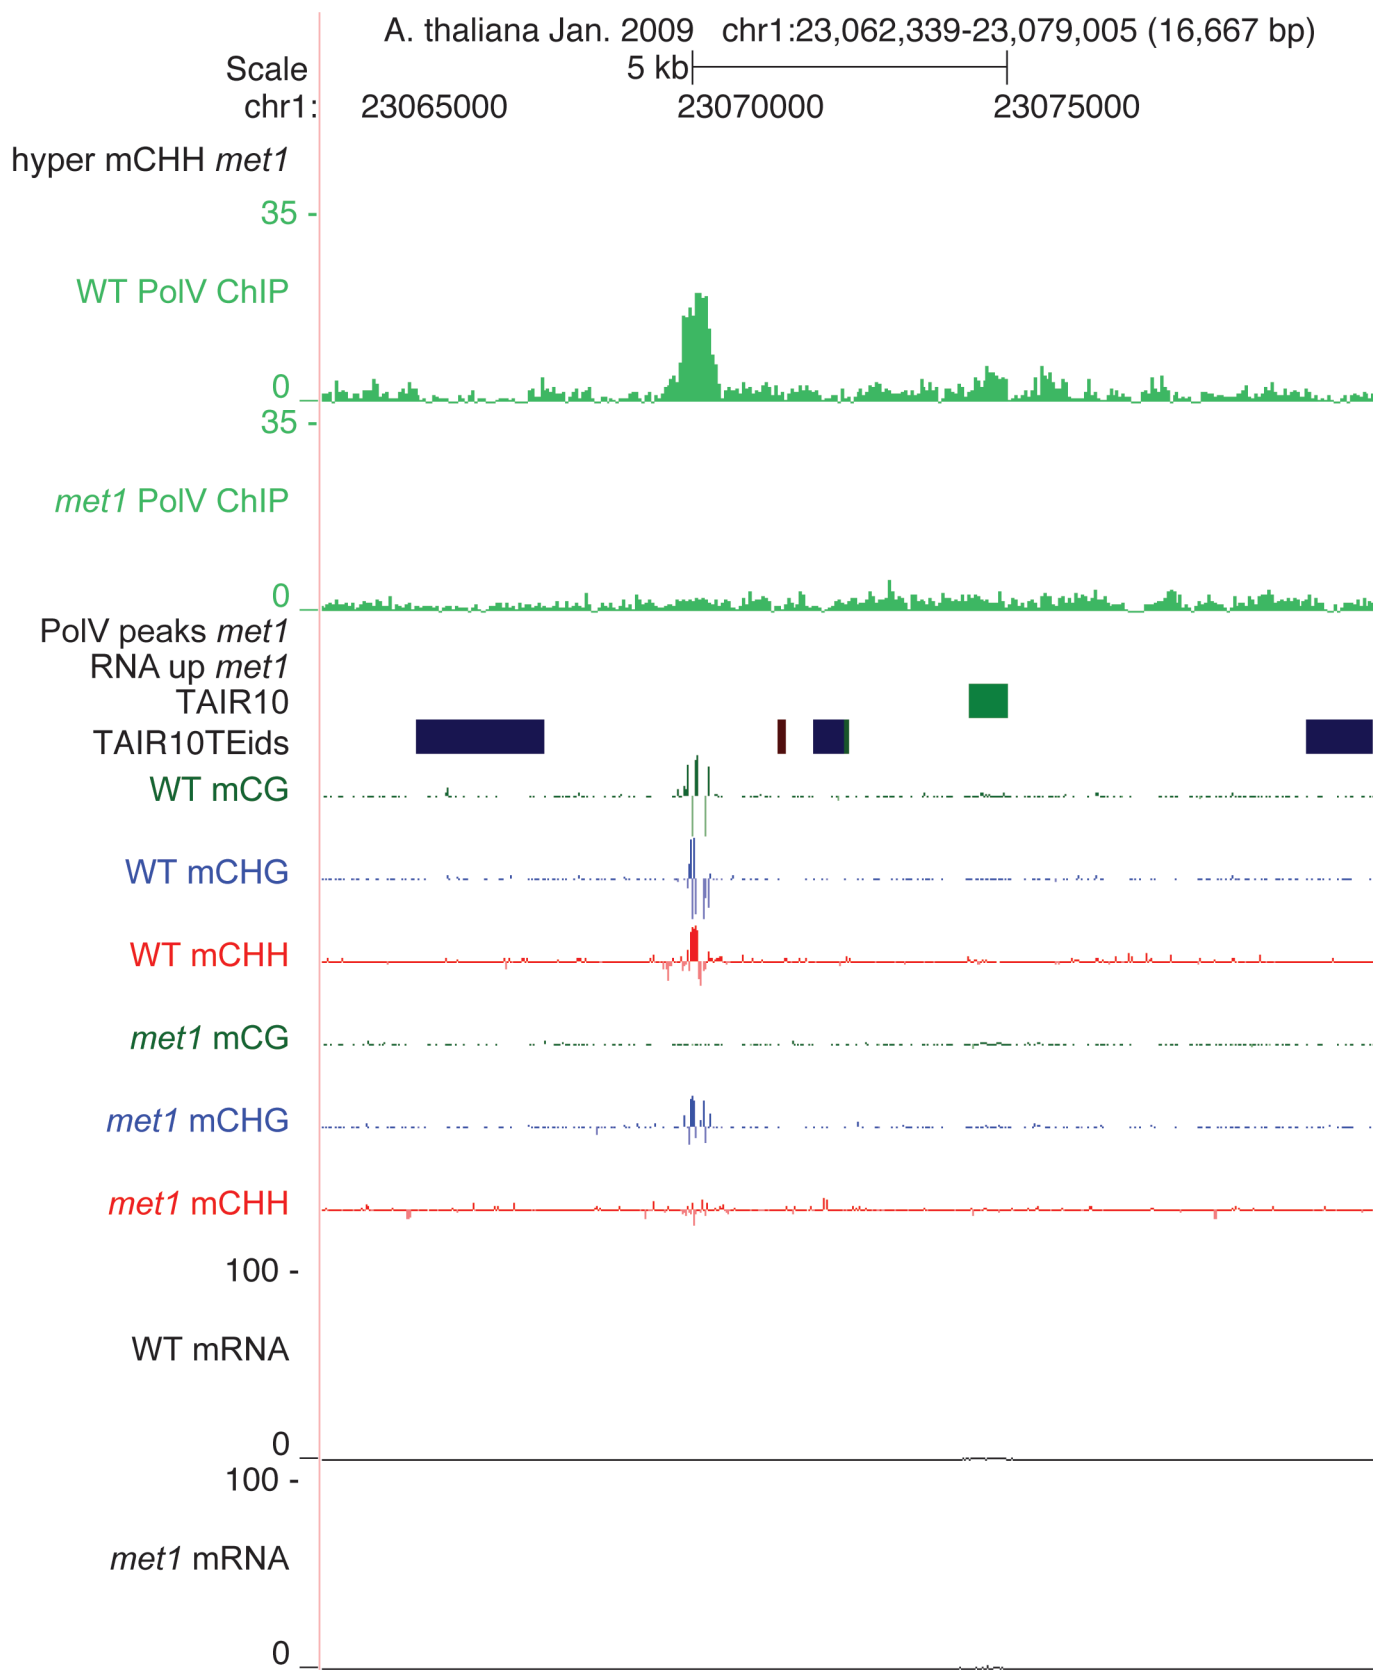 A. thaliana Jan. 2009 chr1:23,062,339-23,079,005 (16,667 bp)
Scale 5 kb
chr1: 23065000 23070000 23075000
hyper mCHH met1
35 -
WT PolV ChIP
0
35 -
met1 PolV ChIP
0
PolV peaks met1
RNA up met1
TAIR10
TAIR10TEids
WT mCG
WT mCHG
WT mCHH
met1 mCG
met1 mCHG
met1 mCHH
100 -
WT mRNA
0
100 -
met1 mRNA
0